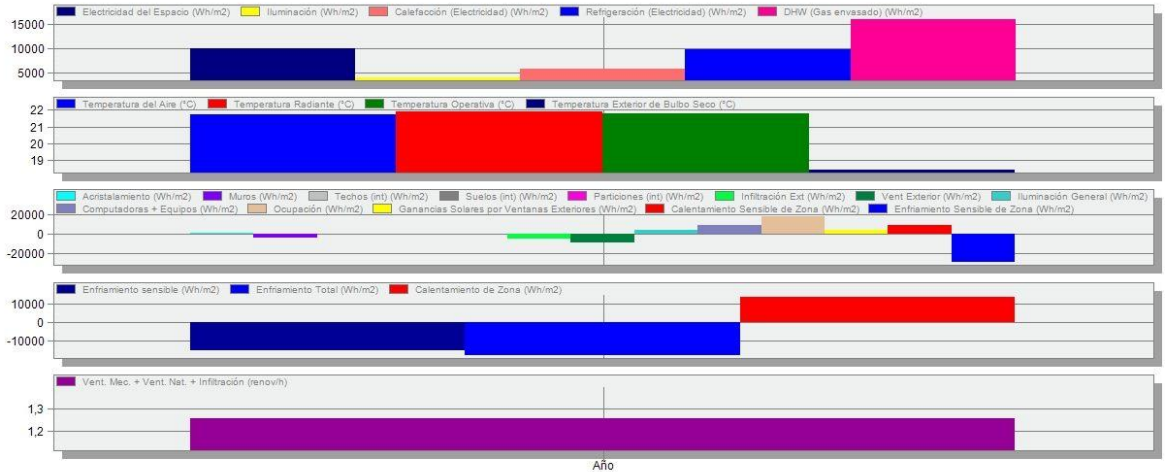 Electricidad del Espacio (Wh/m2) Iluminación (Wh/m2) Calefacción (Electricidad) (Wh/m2) Refrigeración (Electricidad) (Wh/m2) DHW (Gas envasado) (Wh/m2)
15000
10000
5000
Temperatura del Aire (°C) Temperatura Radiante (°C) Temperatura Operativa (°C) Temperatura Exterior de Bulbo Seco (°C)
22
21
20
19
Acristalamiento (Wh/m2) Muros (Wh/m2) Techos (int) (Wh/m2) Suelos (int) (Wh/m2) Particiones (int) (Wh/m2) Infiltración Ext (Wh/m2) Vent Exterior (Wh/m2) Iluminación General (Wh/m2)
Computadoras + Equipos (Wh/m2) Ocupación (Wh/m2) Ganancias Solares por Ventanas Exteriores (Wh/m2) Calentamiento Sensible de Zona (Wh/m2) Enfriamiento Sensible de Zona (Wh/m2)
20000
0
-20000
Enfriamiento sensible (Wh/m2) Enfriamiento Total (Wh/m2) Calentamiento de Zona (Wh/m2)
10000
0
-10000
Vent. Mec. + Vent. Nat. + Infiltración (renov/h)
1,3
1,2
Año